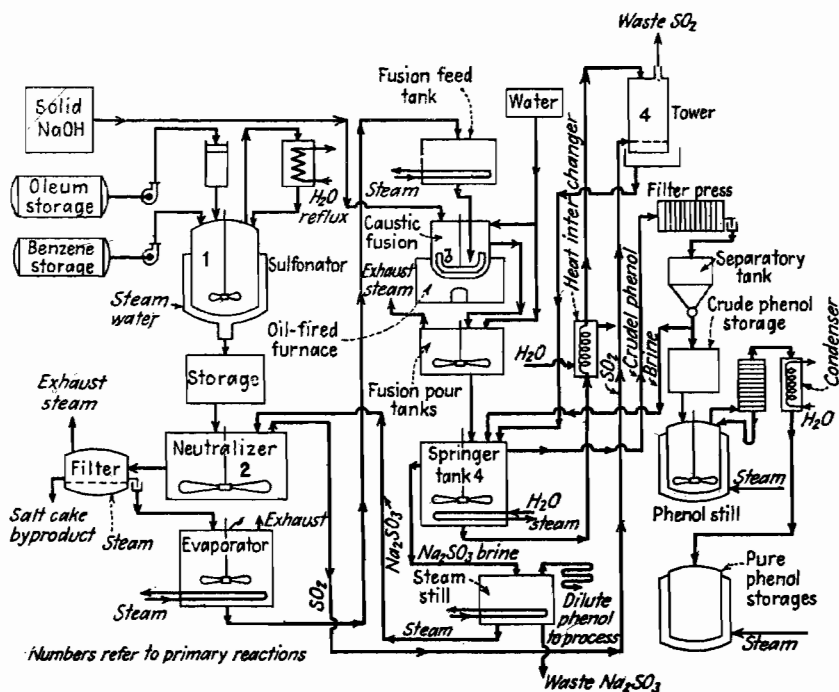 Waste SO2
Solid
NaOH
Fusion feed
tank
Water
4
Tower
Oleum
storage
H2O
reflux
Steam
Heat interchanger
Filter press
Benzene
storage
1
Sulfonator
Caustic
fusion
3
Exhaust
steam
Crudel phenol
Brine
SO2
Separatory
tank
Crude phenol
storage
Condenser
Steam
water
Oil-fired
furnace
H2O
H2O
Exhaust
steam
Storage
Fusion pour
tanks
Neutralizer
2
Springer
tank 4
Filter
H2O
steam
Steam
Phenol still
Salt cake
byproduct
Steam
Exhaust
Evaporator
Na2SO3
Na2SO3 brine
SO2
Steam
still
Dilute
phenol
to process
Pure
phenol
storages
Steam
Steam
Steam
Numbers refer to primary reactions
Waste Na2SO3